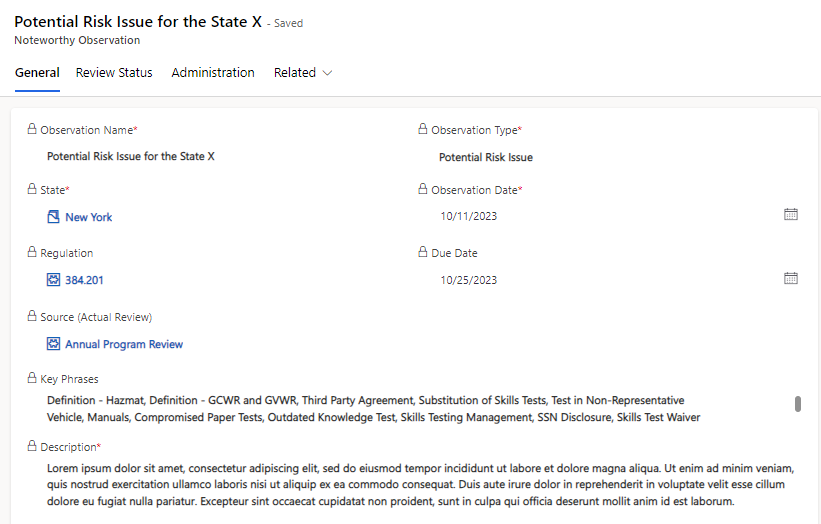 Potential Risk Issue for the State X - Saved
Noteworthy Observation
General Review Status Administration Related
Observation Name* Observation Type*
Potential Risk Issue for the State X Potential Risk Issue
State* Observation Date*
New York 10/11/2023
Regulation Due Date
384.201 10/25/2023
Source (Actual Review)
Annual Program Review
Key Phrases
Definition - Hazmat, Definition - GCWR and GVWR, Third Party Agreement, Substitution of Skills Tests, Test in Non-Representative
Vehicle, Manuals, Compromised Paper Tests, Outdated Knowledge Test, Skills Testing Management, SSN Disclosure, Skills Test Waiver
Description*
Lorem ipsum dolor sit amet, consectetur adipiscing elit, sed do eiusmod tempor incididunt ut labore et dolore magna aliqua. Ut enim ad minim veniam,
quis nostrud exercitation ullamco laboris nisi ut aliquip ex ea commodo consequat. Duis aute irure dolor in reprehenderit in voluptate velit esse cillum
dolore eu fugiat nulla pariatur. Excepteur sint occaecat cupidatat non proident, sunt in culpa qui officia deserunt mollit anim id est laborum.